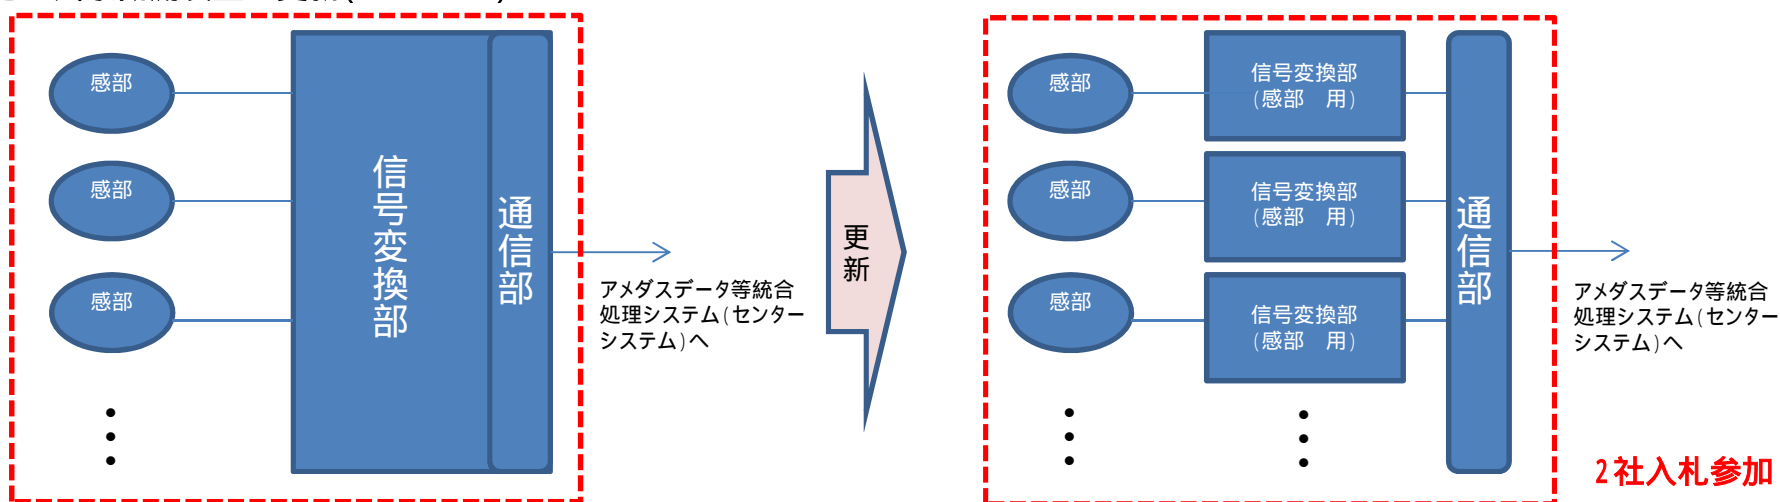 感部
感部
感部
信号変換部
通信部
アメダスデータ等統合
処理システム(センター
システム)へ
更新
感部
感部
感部
信号変換部
(感部　用)
信号変換部
(感部　用)
信号変換部
(感部　用)
通信部
アメダスデータ等統合
処理システム(センター
システム)へ
2社入札参加